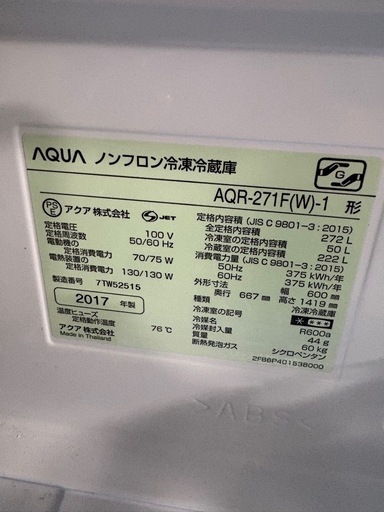 AQUA ノンフロン冷凍冷蔵庫
G
AQR-271F(W)-1 形
PS E アクア株式会社 S JET
定格電圧 100 V
定格周波数 50/60 Hz
電動機の定格消費電力 70/75 W
電熱装置の定格消費電力 130/130 W
製造番号 7TW52515
2017 年製
温度ヒューズ
定格動作温度 76℃
アクア株式会社
Made in Thailand
定格内容積 (JIS C 9801-3:2015)
全定格内容積 272 L
冷凍室の定格内容積 50 L
冷蔵室の定格内容積 222 L
消費電力量 (JIS C 9801-3:2015)
50Hz 375 kWh/年
60Hz 375 kWh/年
外形寸法 幅 600 mm
奥行 667 mm 高さ 1419 mm
種類 冷凍冷蔵庫
冷凍室の記号
冷媒名 R600a
冷媒封入量 44 g
質量 60 kg
断熱発泡ガス シクロペンタン
2F86P401538000
>ABS<